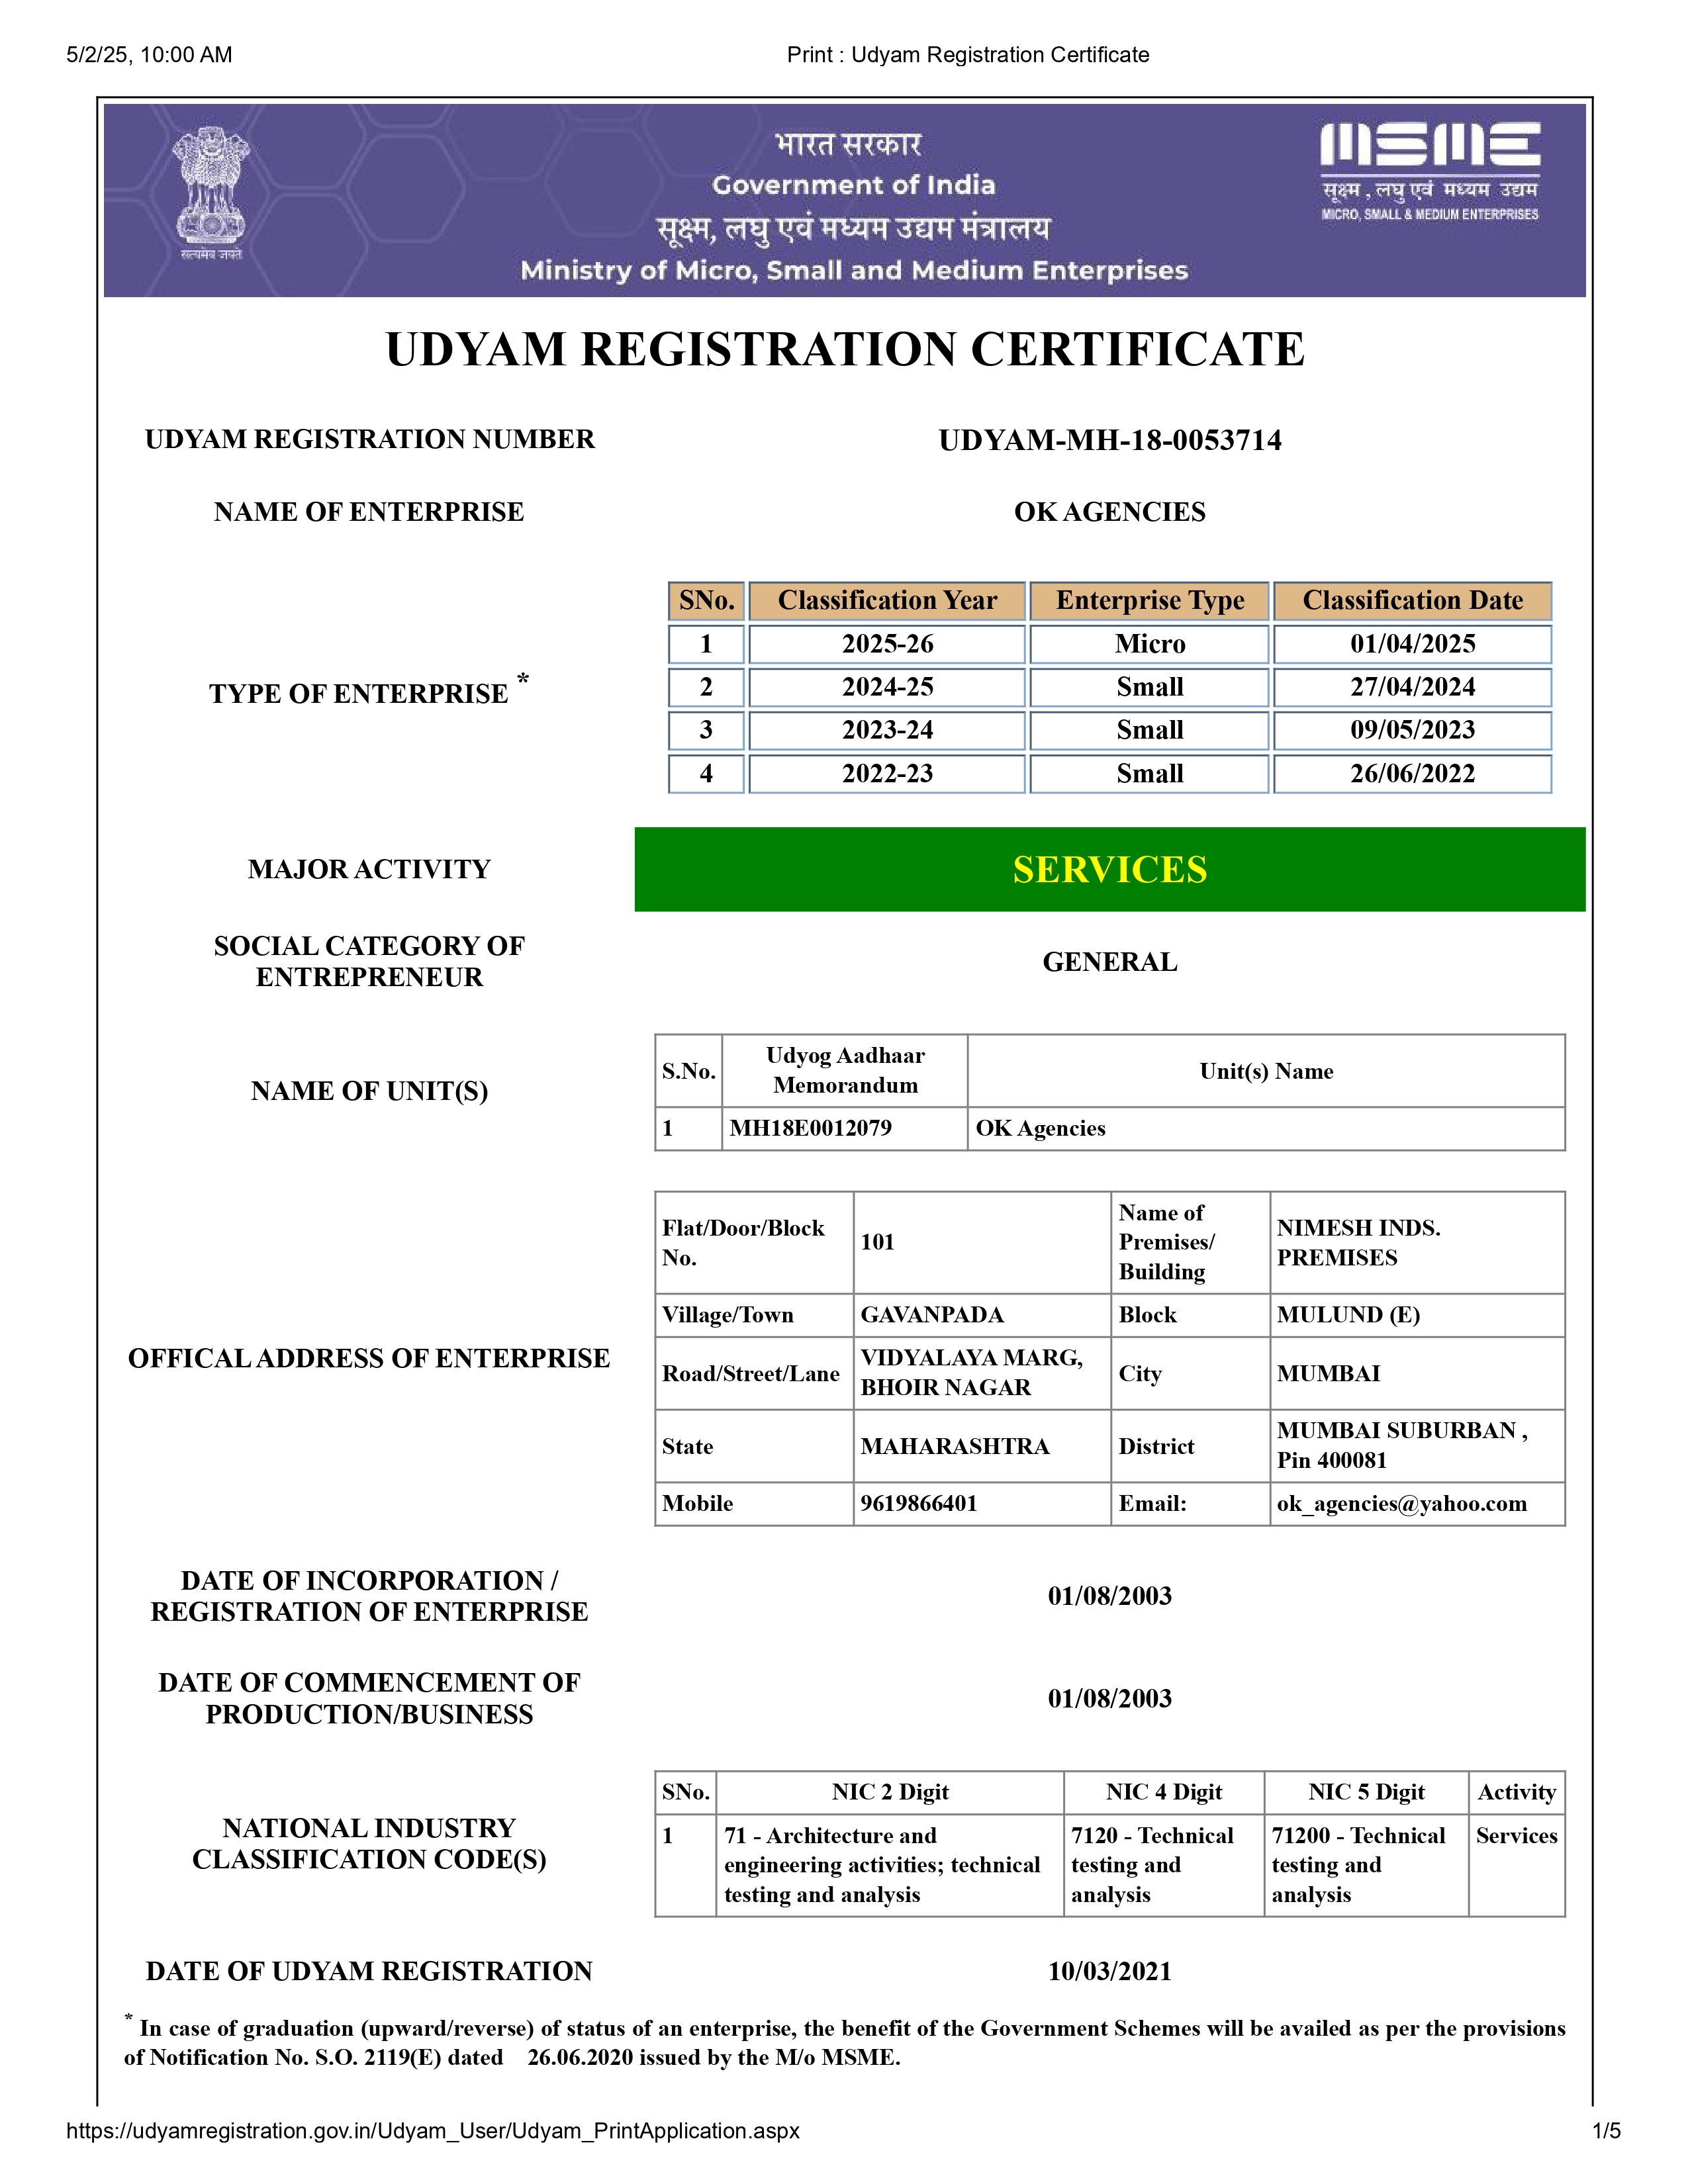 5/2/25, 10:00 AM
Print : Udyam Registration Certificate
भारत सरकार
Government of India
सूक्ष्म, लघु एवं मध्यम उद्यम मंत्रालय
Ministry of Micro, Small and Medium Enterprises
सत्यमेव जयते
MSME
सूक्ष्म , लघु एवं मध्यम उद्यम
MICRO, SMALL & MEDIUM ENTERPRISES
UDYAM REGISTRATION CERTIFICATE
UDYAM REGISTRATION NUMBER
UDYAM-MH-18-0053714
NAME OF ENTERPRISE
OK AGENCIES
TYPE OF ENTERPRISE *
SNo. Classification Year Enterprise Type Classification Date
1 2025-26 Micro 01/04/2025
2 2024-25 Small 27/04/2024
3 2023-24 Small 09/05/2023
4 2022-23 Small 26/06/2022
MAJOR ACTIVITY
SERVICES
SOCIAL CATEGORY OF
ENTREPRENEUR
GENERAL
NAME OF UNIT(S)
S.No. Udyog Aadhaar
Memorandum
Unit(s) Name
1 MH18E0012079 OK Agencies
OFFICAL ADDRESS OF ENTERPRISE
Flat/Door/Block
No.
101
Name of
Premises/
Building
NIMESH INDS.
PREMISES
Village/Town GAVANPADA Block MULUND (E)
Road/Street/Lane
VIDYALAYA MARG,
BHOIR NAGAR
City MUMBAI
State MAHARASHTRA District
MUMBAI SUBURBAN ,
Pin 400081
Mobile 9619866401 Email: ok_agencies@yahoo.com
DATE OF INCORPORATION /
REGISTRATION OF ENTERPRISE
01/08/2003
DATE OF COMMENCEMENT OF
PRODUCTION/BUSINESS
01/08/2003
NATIONAL INDUSTRY
CLASSIFICATION CODE(S)
SNo. NIC 2 Digit NIC 4 Digit NIC 5 Digit Activity
1
71 - Architecture and
engineering activities; technical
testing and analysis
7120 - Technical
testing and
analysis
71200 - Technical
testing and
analysis
Services
DATE OF UDYAM REGISTRATION
10/03/2021
* In case of graduation (upward/reverse) of status of an enterprise, the benefit of the Government Schemes will be availed as per the provisions
of Notification No. S.O. 2119(E) dated 26.06.2020 issued by the M/o MSME.
https://udyamregistration.gov.in/Udyam_User/Udyam_PrintApplication.aspx
1/5